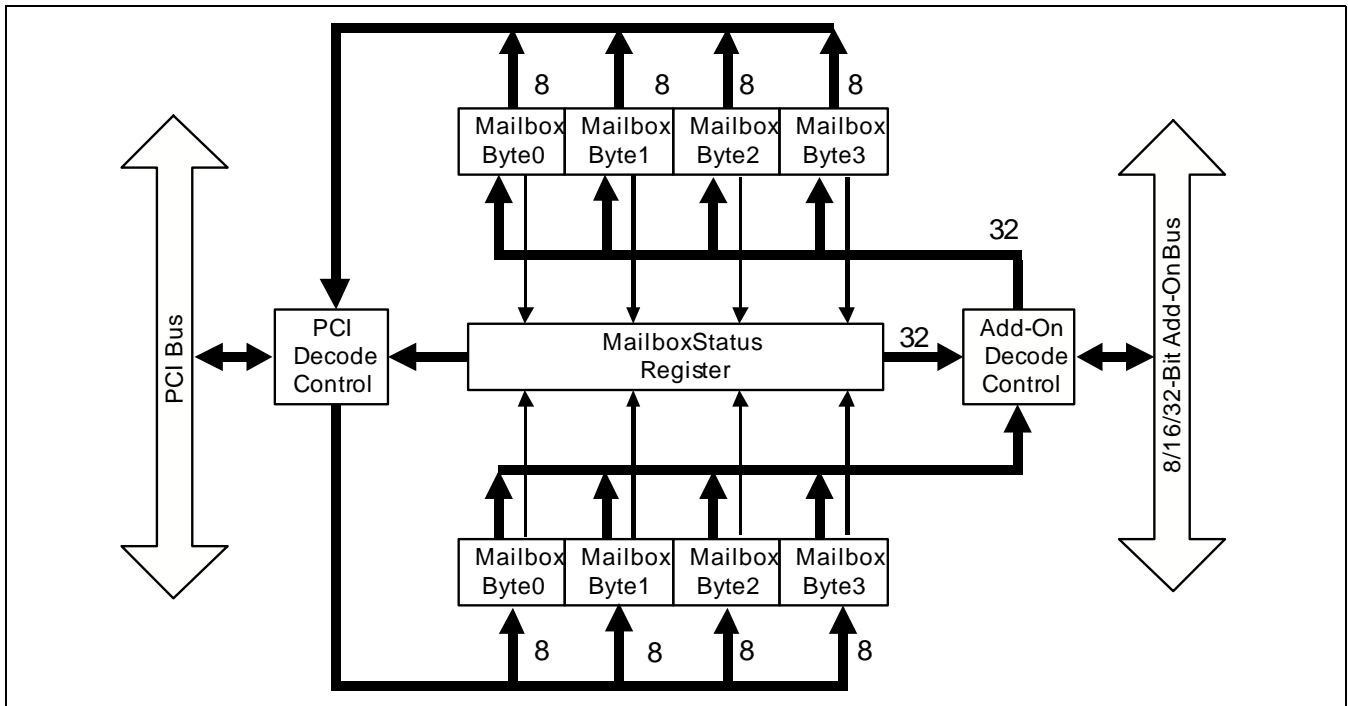 8 8 8 8
Mailbox Mailbox Mailbox Mailbox
Byte0 Byte1 Byte2 Byte3
32
PCI Bus
PCI
Decode
Control
MailboxStatus
Register
32
Add-On
Decode
Control
8/16/32-Bit Add-OnBus
Mailbox Mailbox Mailbox Mailbox
Byte0 Byte1 Byte2 Byte3
8 8 8 8